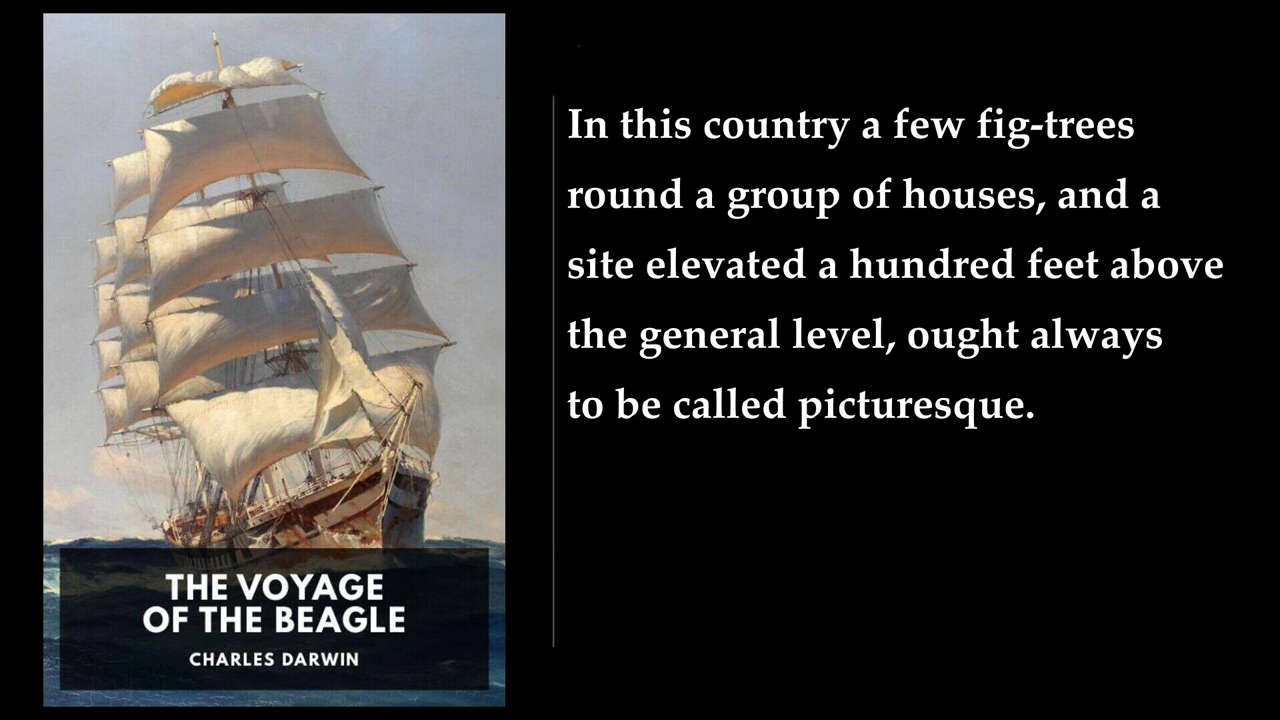 THE VOYAGE
OF THE BEAGLE
CHARLES DARWIN
In this country a few fig-trees
round a group of houses, and a
site elevated a hundred feet above
the general level, ought always
to be called picturesque.